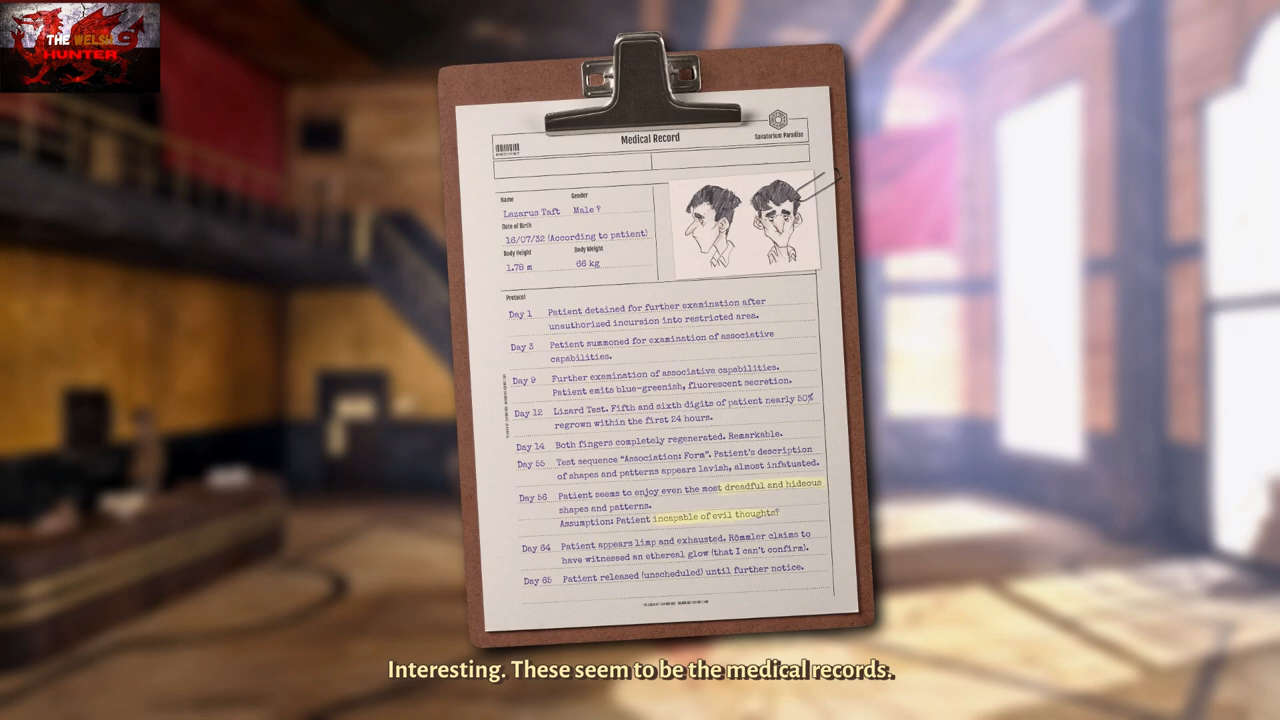 THE WELSH
HUNTER
Medical Record
Sanatorium Paradiso
Name
Gender
Lazarus Taft
Male ?
Date of Birth
16/07/32 (According to patient)
Body Height
Body Weight
1.78 m
66 kg
Protocol
Day 1 Patient detained for further examination after
unauthorized incursion into restricted area.
Day 3 Patient summoned for examination of associative
capabilities.
Day 9 Further examination of associative capabilities.
Patient emits blue-greenish, fluorescent secretion.
Day 12 Lizard Test. Fifth and sixth digits of patient nearly 50%
regrown within the first 24 hours.
Day 14 Both fingers completely regenerated. Remarkable.
Day 55 Test sequence "Association: Form". Patient's description
of shapes and patterns appears lavish, almost infatuated.
Day 56 Patient seems to enjoy even the most dreadful and hideous
shapes and patterns.
Assumption: Patient incapable of evil thoughts?
Day 64 Patient appears limp and exhausted. Römmler claims to
have witnessed an ethereal glow (that I can't confirm).
Day 65 Patient released (unscheduled) until further notice.
Interesting. These seem to be the medical records.